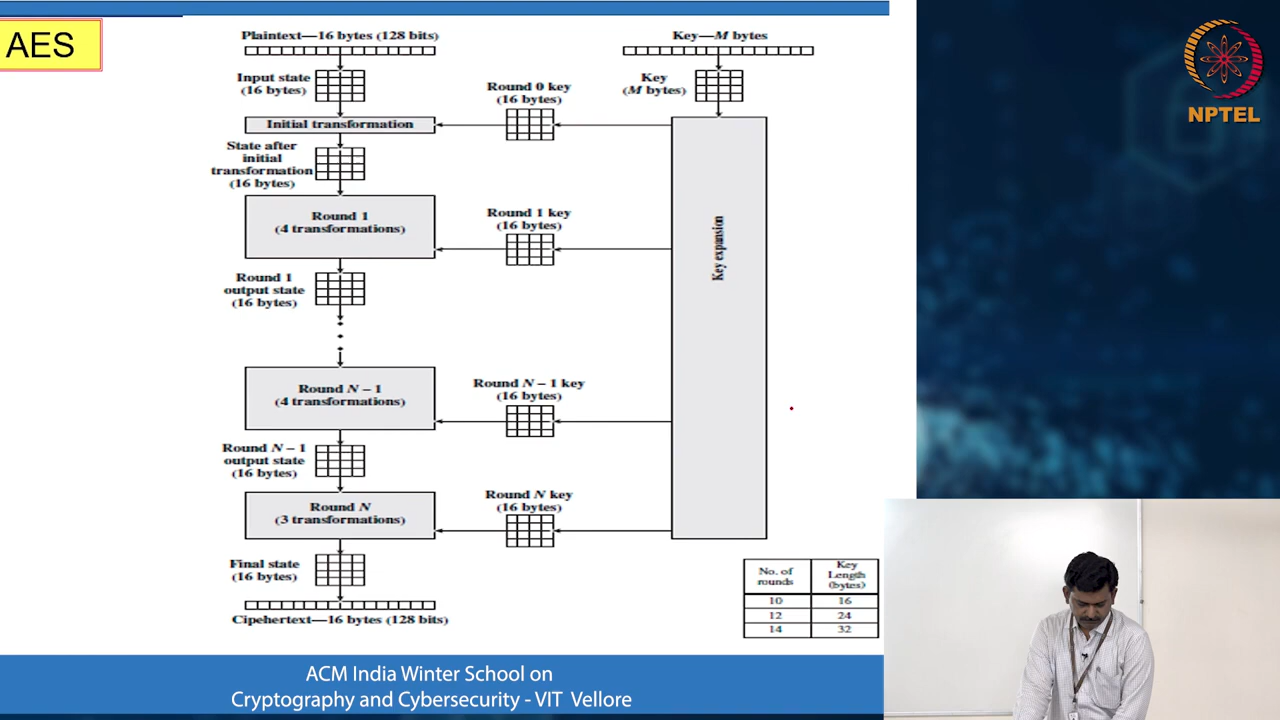 AES
Plaintext—16 bytes (128 bits)
Key—M bytes
Input state
(16 bytes)
Key
(M bytes)
Round 0 key
(16 bytes)
Initial transformation
State after
initial
transformation
(16 bytes)
Round 1
(4 transformations)
Round 1 key
(16 bytes)
Key expansion
Round 1
output state
(16 bytes)
Round N – 1
(4 transformations)
Round N – 1 key
(16 bytes)
Round N – 1
output state
(16 bytes)
Round N
(3 transformations)
Round N key
(16 bytes)
Final state
(16 bytes)
Cipehertext—16 bytes (128 bits)
No. of
rounds
Key
Length
(bytes)
10 16
12 24
14 32
NPTEL
ACM India Winter School on
Cryptography and Cybersecurity - VIT Vellore